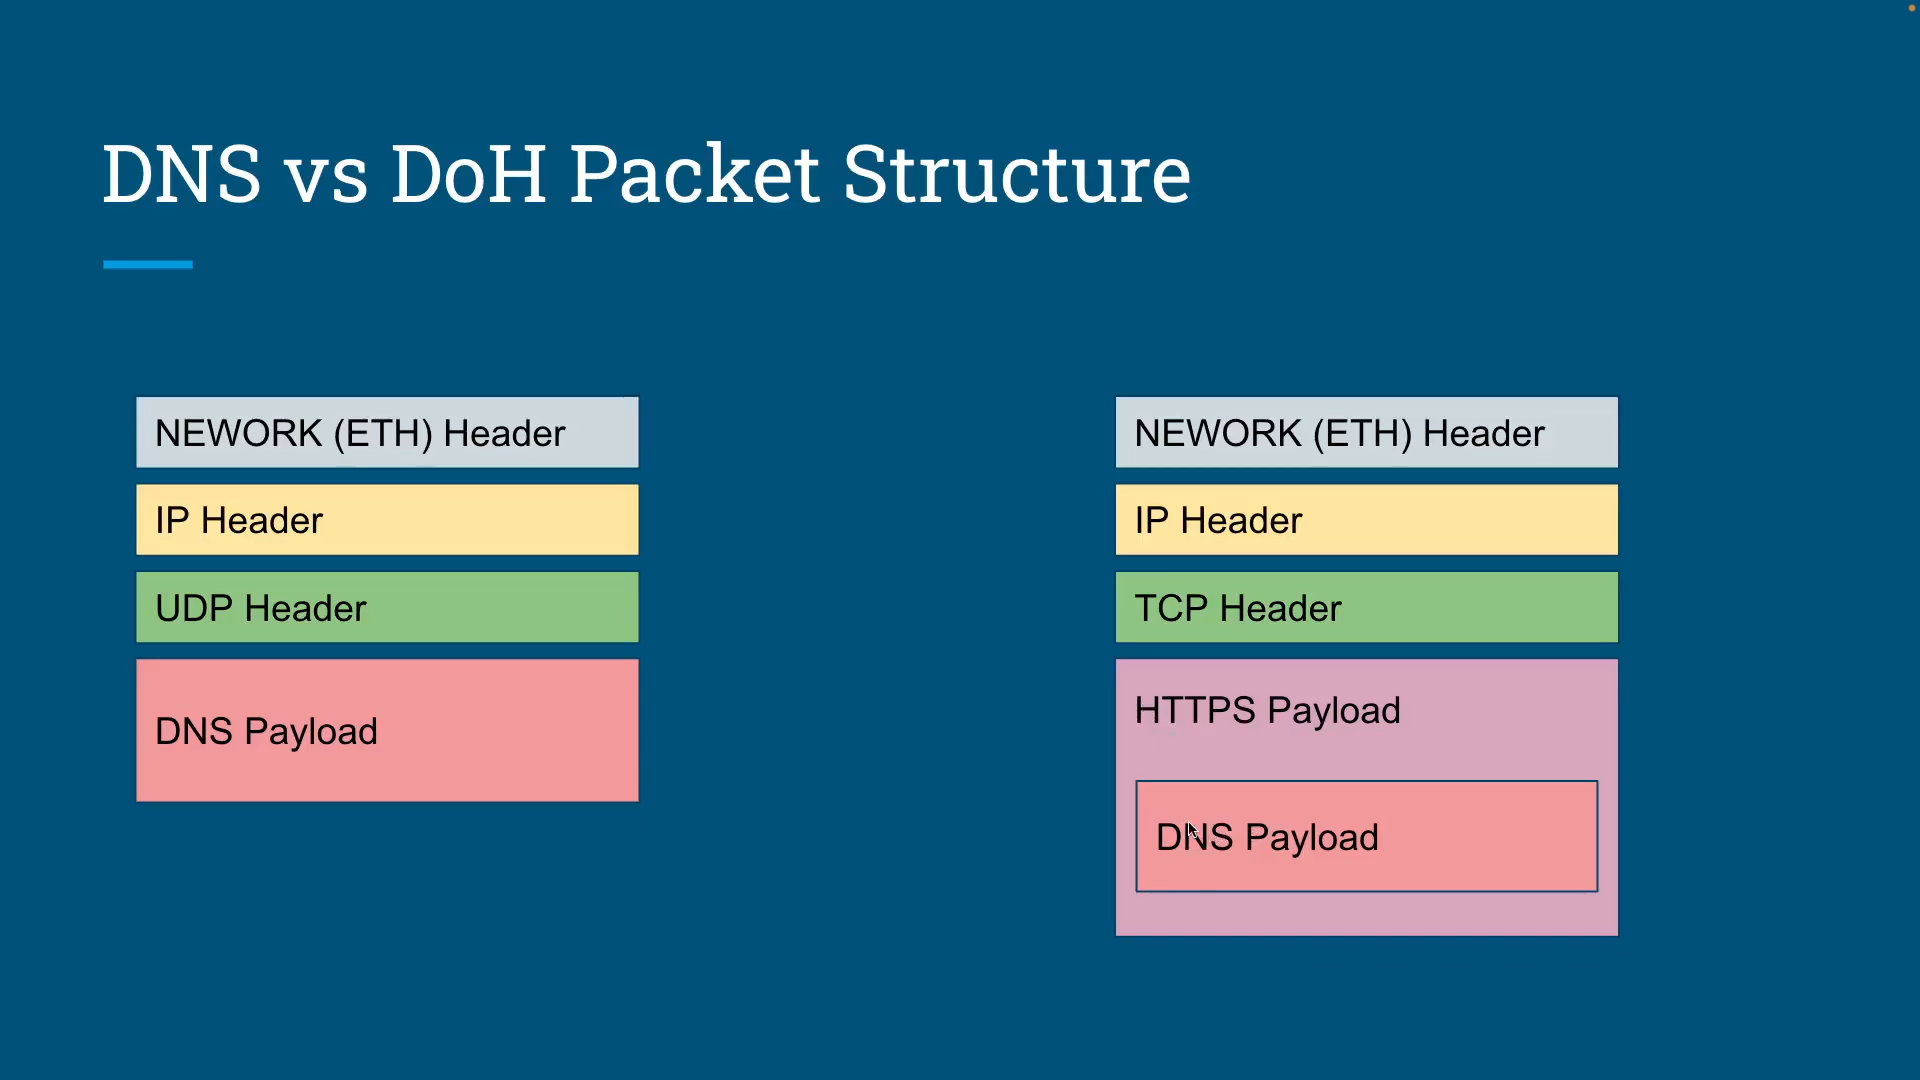 DNS vs DoH Packet Structure
NEWORK (ETH) Header
IP Header
UDP Header
DNS Payload
NEWORK (ETH) Header
IP Header
TCP Header
HTTPS Payload
DNS Payload